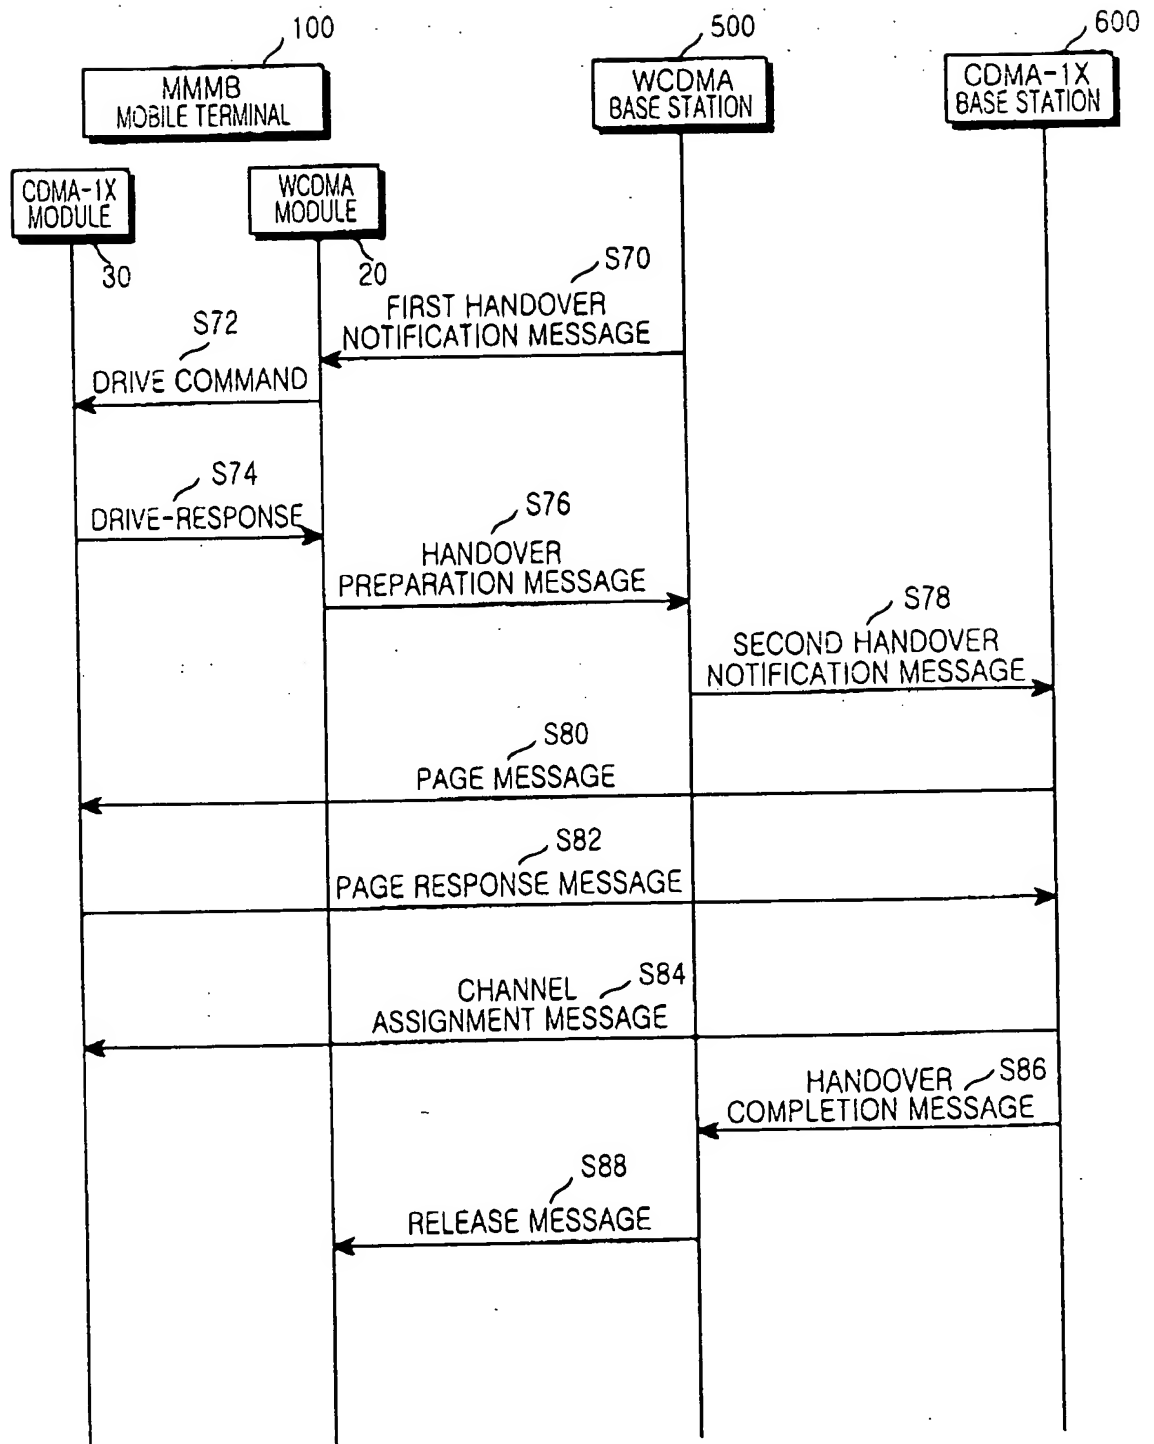 100
500
600
MMMB
MOBILE TERMINAL
WCDMA
BASE STATION
CDMA-1X
BASE STATION
CDMA-1X
MODULE
WCDMA
MODULE
30
20
S70
FIRST HANDOVER
NOTIFICATION MESSAGE
S72
DRIVE COMMAND
S74
DRIVE-RESPONSE
S76
HANDOVER
PREPARATION MESSAGE
S78
SECOND HANDOVER
NOTIFICATION MESSAGE
S80
PAGE MESSAGE
S82
PAGE RESPONSE MESSAGE
S84
CHANNEL
ASSIGNMENT MESSAGE
S86
HANDOVER
COMPLETION MESSAGE
S88
RELEASE MESSAGE